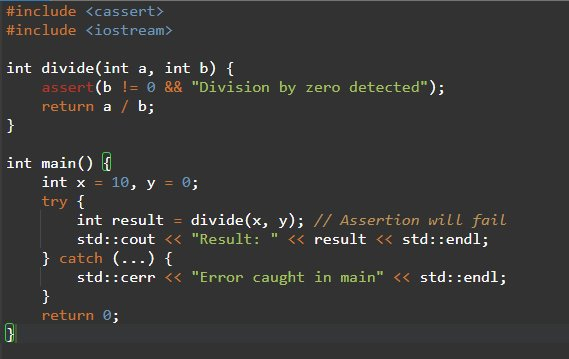 #include <cassert>
#include <iostream>

int divide(int a, int b) {
    assert(b != 0 && "Division by zero detected");
    return a / b;
}

int main() {
    int x = 10, y = 0;
    try {
        int result = divide(x, y); // Assertion will fail
        std::cout << "Result: " << result << std::endl;
    } catch (...) {
        std::cerr << "Error caught in main" << std::endl;
    }
    return 0;
}